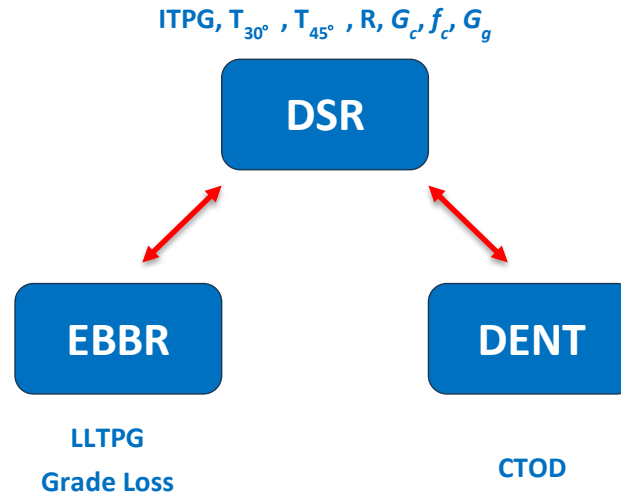 ITPG, T30° , T45° , R, Gc, fc, Gg
DSR
EBBR
DENT
LLTPG
Grade Loss
CTOD